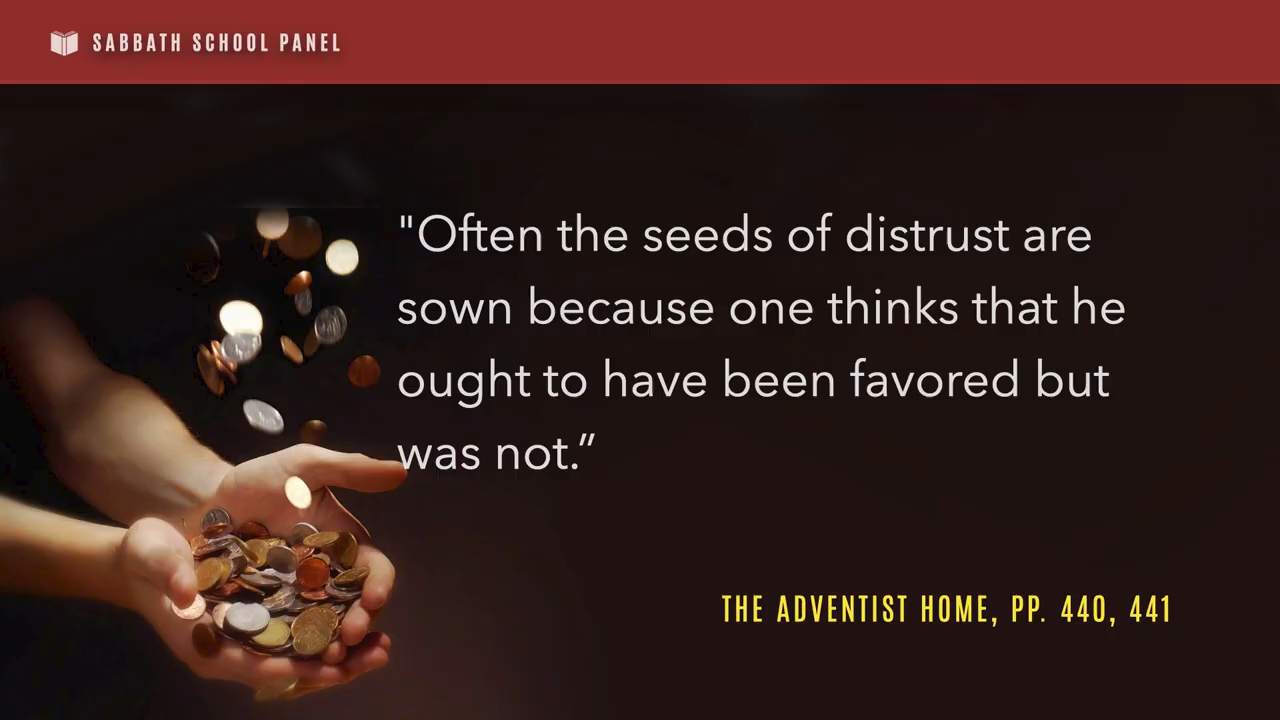 SABBATH SCHOOL PANEL
"Often the seeds of distrust are
sown because one thinks that he
ought to have been favored but
was not.”
THE ADVENTIST HOME, PP. 440, 441